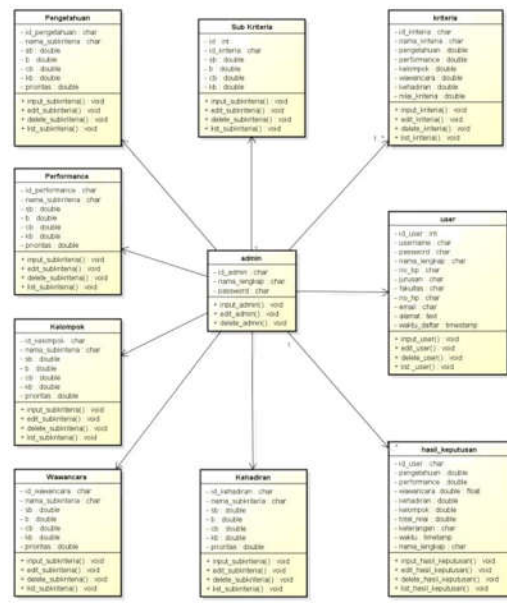 Pengetahuan
- id_pengetahuan : char
- nama_subkriteria : char
- sb : double
- b : double
- cb : double
- kb : double
- prioritas : double
+ input_subkriteria() : void
+ edit_subkriteria() : void
+ delete_subkriteria() : void
+ list_subkriteria() : void
Sub Kriteria
- id : int
- id_kriteria : char
- sb : double
- b : double
- cb : double
- kb : double
+ input_subkriteria() : void
+ edit_subkriteria() : void
+ delete_subkriteria() : void
+ list_subkriteria() : void
kriteria
- id_kriteria : char
- nama_kriteria : char
- pengetahuan : double
- performance : double
- kelompok : double
- wawancara : double
- kehadiran : double
- nilai_kriteria : double
+ input_kriteria() : void
+ edit_kriteria() : void
+ delete_kriteria() : void
+ list_kriteria() : void
1..*
Performance
- id_performance : char
- nama_subkriteria : char
- sb : double
- b : double
- cb : double
- kb : double
- prioritas : double
+ input_subkriteria() : void
+ edit_subkriteria() : void
+ delete_subkriteria() : void
+ list_subkriteria() : void
1
admin
- id_admin : char
- nama_lengkap : char
- password : char
+ input_admin() : void
+ edit_admin() : void
+ delete_admin() : void
1
user
- id_user : int
- username : char
- password : char
- nama_lengkap : char
- no_hp : char
- jurusan : char
- fakultas : char
- no_hp : char
- email : char
- alamat : text
- waktu_daftar : timestamp
+ input_user() : void
+ edit_user() : void
+ delete_user() : void
+ list_user() : void
Kelompok
- id_kelompok : char
- nama_subkriteria : char
- sb : double
- b : double
- cb : double
- kb : double
- prioritas : double
+ input_subkriteria() : void
+ edit_subkriteria() : void
+ delete_subkriteria() : void
+ list_subkriteria() : void
Wawancara
- id_wawancara : char
- nama_subkriteria : char
- sb : double
- b : double
- cb : double
- kb : double
- prioritas : double
+ input_subkriteria() : void
+ edit_subkriteria() : void
+ delete_subkriteria() : void
+ list_subkriteria() : void
Kehadiran
- id_kehadiran : char
- nama_subkriteria : char
- sb : double
- b : double
- cb : double
- kb : double
- prioritas : double
+ input_subkriteria() : void
+ edit_subkriteria() : void
+ delete_subkriteria() : void
+ list_subkriteria() : void
*
hasil_keputusan
- id_user : char
- pengetahuan : double
- performance : double
- wawancara double : float
- kehadiran : double
- kelompok : double
- total_nilai : double
- keterangan : char
- waktu : timetamp
- nama_lengkap : char
+ input_hasil_keputusan() : void
+ edit_hasil_keputusan() : void
+ delete_hasil_keputusan() : void
+ list_hasil_keputusan() : void